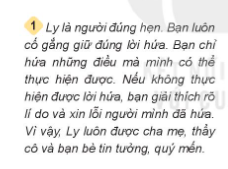 1 Ly là người đúng hẹn. Bạn luôn
cố gắng giữ đúng lời hứa. Bạn chỉ
hứa những điều mà mình có thể
thực hiện được. Nếu không thực
hiện được lời hứa, bạn giải thích rõ
lí do và xin lỗi người mình đã hứa.
Vì vậy, Ly luôn được cha mẹ, thầy
cô và bạn bè tin tưởng, quý mến.